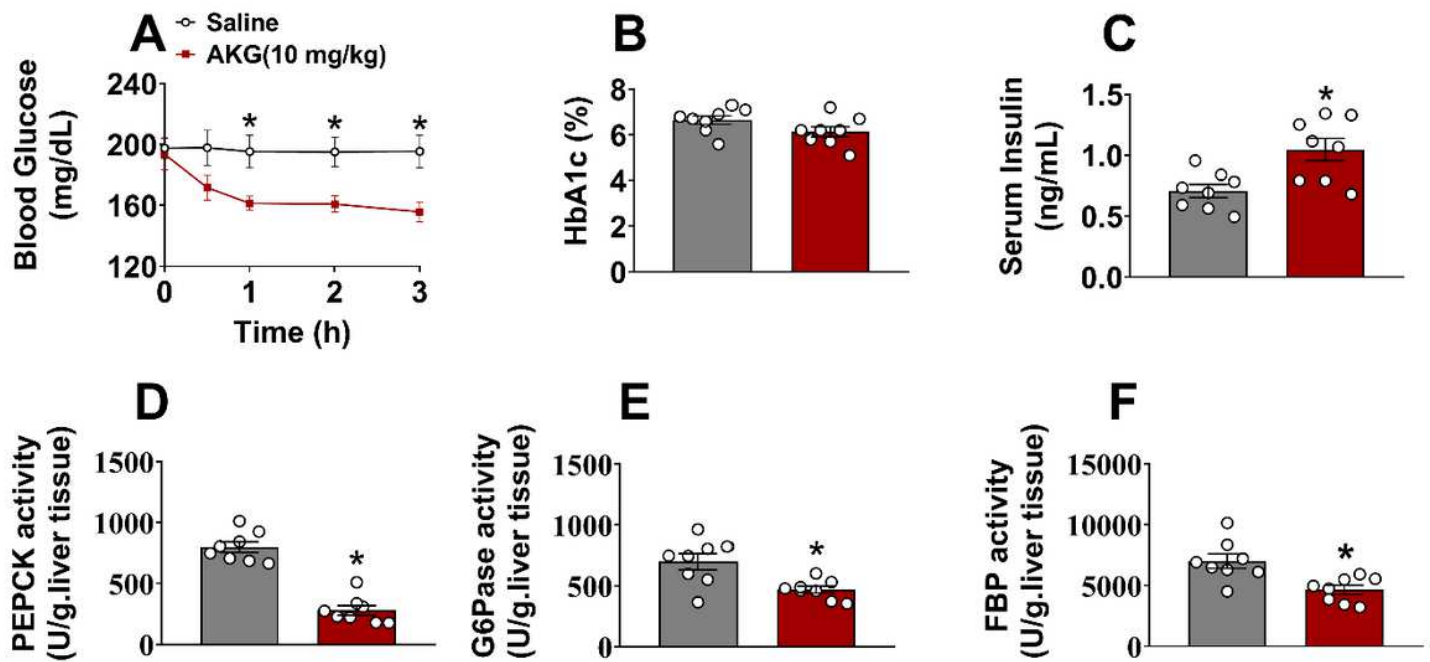 A
Saline
AKG(10 mg/kg)
Blood Glucose
(mg/dL)
240
200
160
120
* * *
0 1 2 3
Time (h)
B
HbA1c (%)
8
6
4
2
0
C
Serum Insulin
(ng/mL)
1.5
1.0
0.5
0.0
*
D
PEPCK activity
(U/g.liver tissue)
1500
1000
500
0
*
E
G6Pase activity
(U/g.liver tissue)
1500
1000
500
0
*
F
FBP activity
(U/g.liver tissue)
15000
10000
5000
0
*